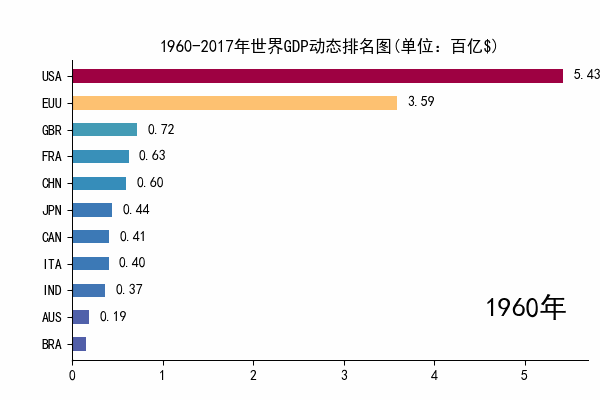 1960-2017年世界GDP动态排名图(单位：百亿$)
USA 5.43
EUU 3.59
GBR 0.72
FRA 0.63
CHN 0.60
JPN 0.44
CAN 0.41
ITA 0.40
IND 0.37
1960年
AUS 0.19
BRA
0 1 2 3 4 5